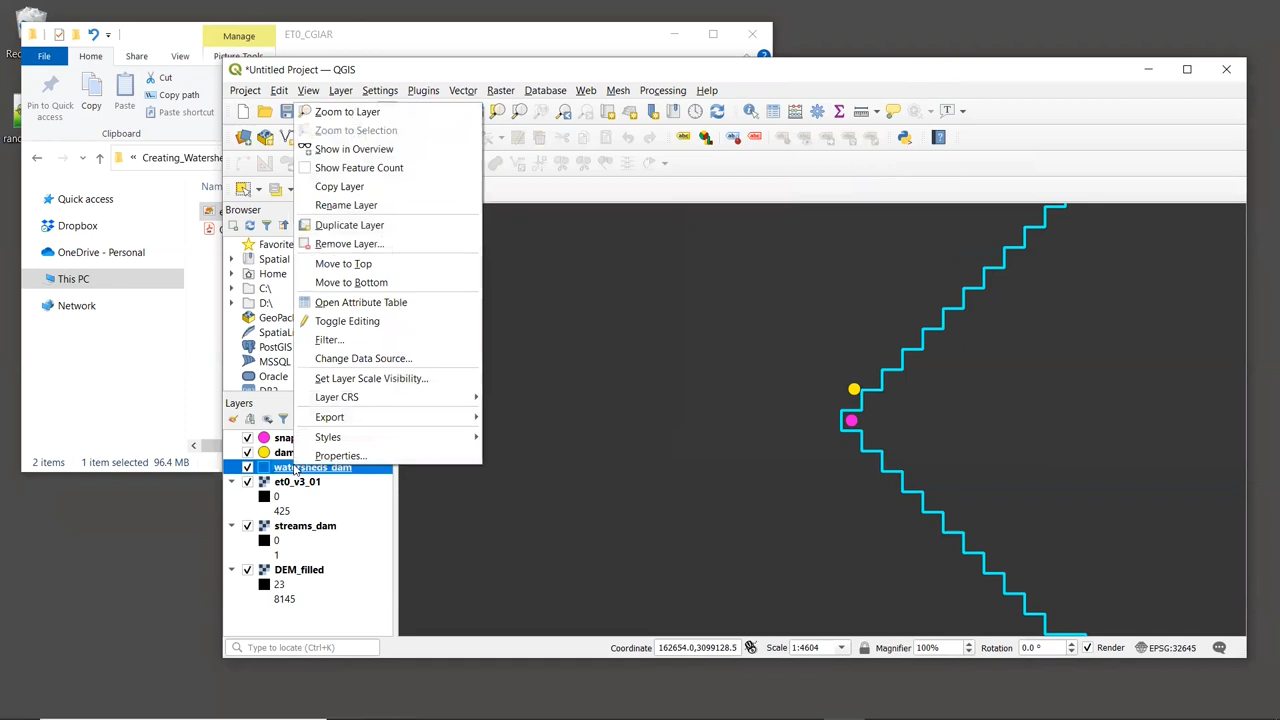 Manage
ET0_CGIAR
File
Home
Share
View
Picture Tools
Pin to Quick access
Copy
Paste
Cut
Copy path
Paste shortcut
Clipboard
« Creating_Watershe
Quick access
Dropbox
OneDrive - Personal
This PC
Network
2 items
1 item selected
96.4 MB
*Untitled Project — QGIS
Project
Edit
View
Layer
Settings
Plugins
Vector
Raster
Database
Web
Mesh
Processing
Help
Browser
Favorite
Spatial
Home
C:\
D:\
GeoPack
SpatiaLi
PostGIS
MSSQL
Oracle
DB2
Zoom to Layer
Zoom to Selection
Show in Overview
Show Feature Count
Copy Layer
Rename Layer
Duplicate Layer
Remove Layer...
Move to Top
Move to Bottom
Open Attribute Table
Toggle Editing
Filter...
Change Data Source...
Set Layer Scale Visibility...
Layer CRS
Export
Styles
Properties...
Layers
snap
dam
watersheds_dam
et0_v3_01
0
425
streams_dam
0
1
DEM_filled
23
8145
Type to locate (Ctrl+K)
Coordinate
162654.0,3099128.5
Scale
1:4604
Magnifier
100%
Rotation
0.0 °
Render
EPSG:32645